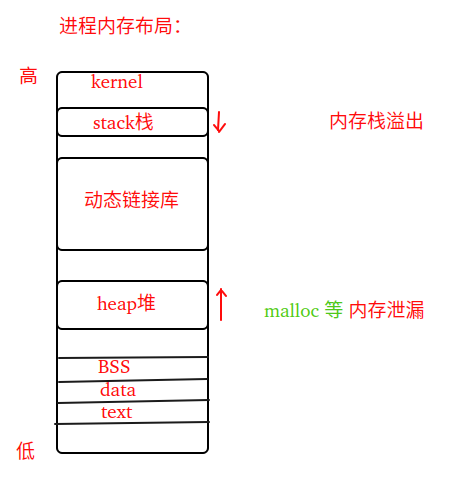 进程内存布局：
高
kernel
stack栈
内存栈溢出
动态链接库
heap堆
malloc 等 内存泄漏
BSS
data
text
低